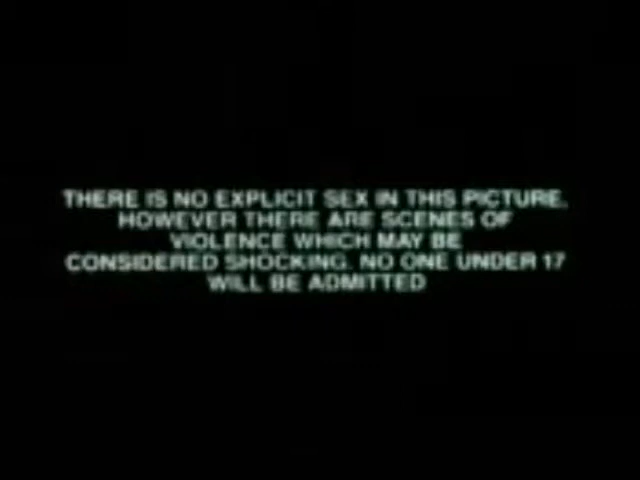 THERE IS NO EXPLICIT SEX IN THIS PICTURE.
HOWEVER THERE ARE SCENES OF
VIOLENCE WHICH MAY BE
CONSIDERED SHOCKING. NO ONE UNDER 17
WILL BE ADMITTED